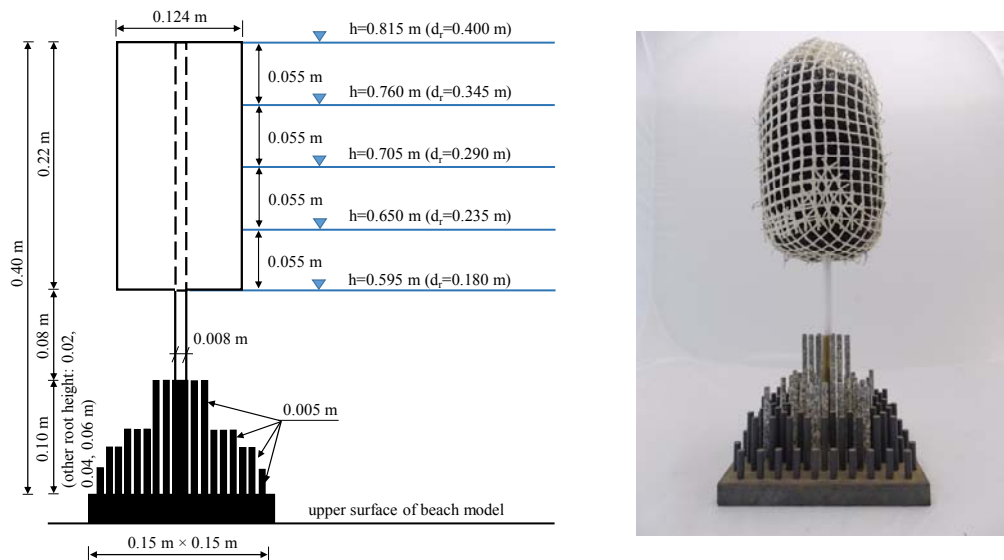 0.124 m
h=0.815 m (dr=0.400 m)
0.055 m
h=0.760 m (dr=0.345 m)
0.055 m
h=0.705 m (dr=0.290 m)
0.055 m
h=0.650 m (dr=0.235 m)
0.055 m
h=0.595 m (dr=0.180 m)
0.40 m
0.22 m
0.08 m
0.10 m
(other root height: 0.02,
0.04, 0.06 m)
0.008 m
0.005 m
upper surface of beach model
0.15 m × 0.15 m